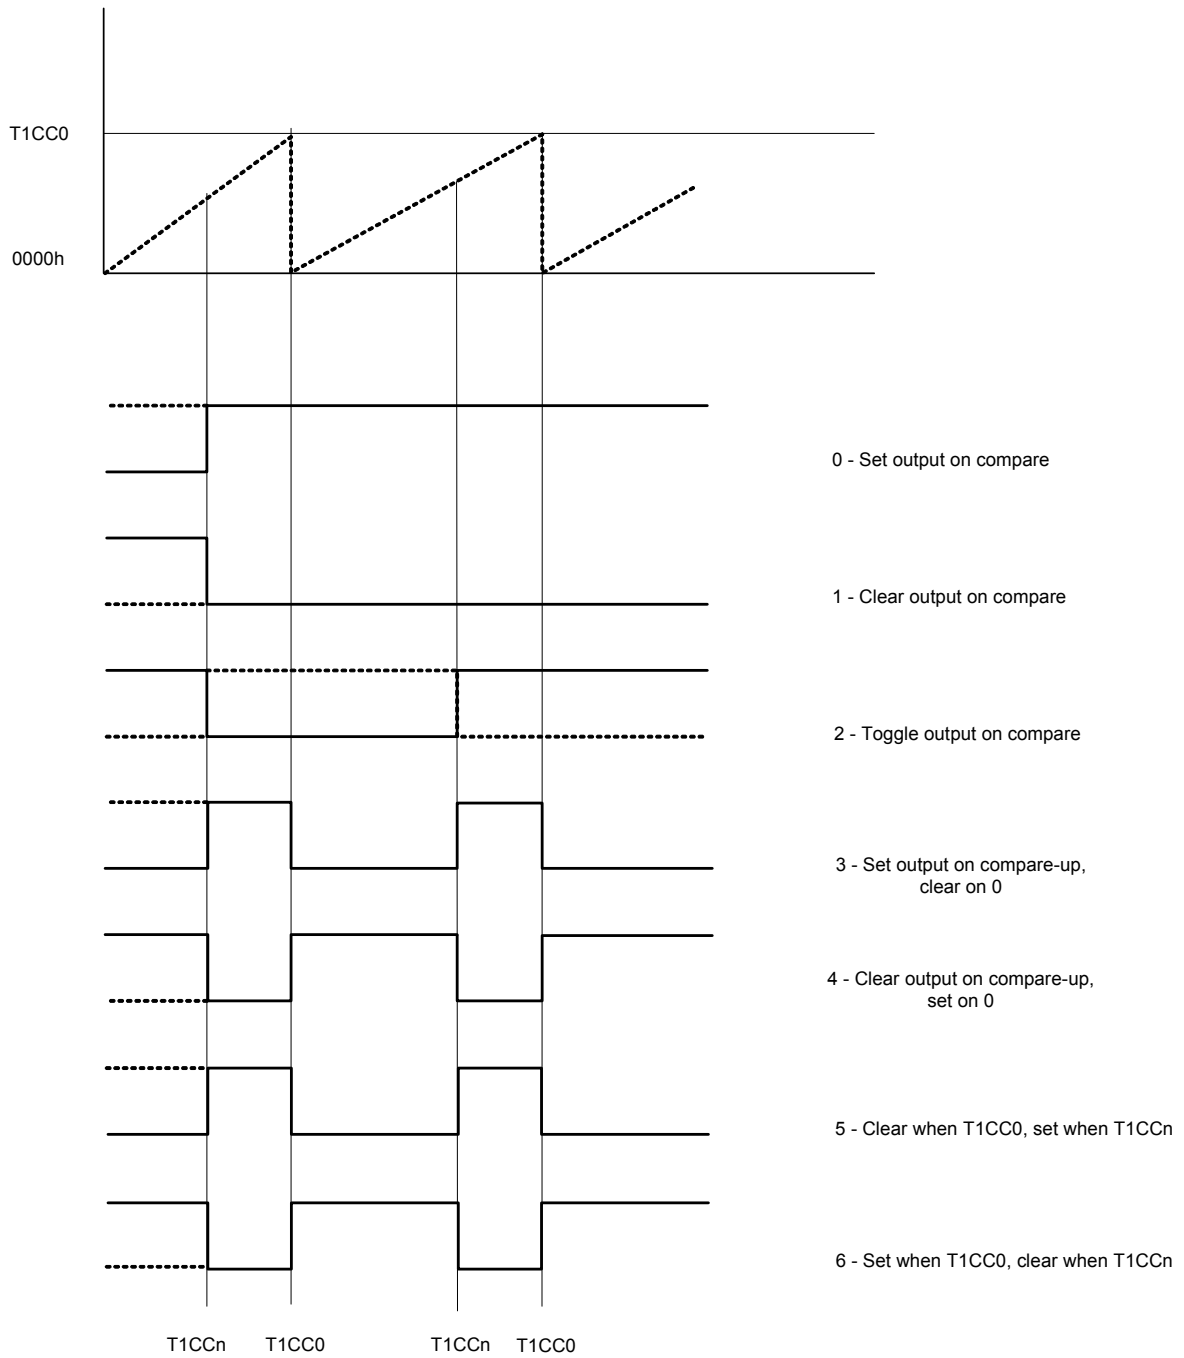 T1CC0
0000h
0 - Set output on compare
1 - Clear output on compare
2 - Toggle output on compare
3 - Set output on compare-up,
clear on 0
4 - Clear output on compare-up,
set on 0
5 - Clear when T1CC0, set when T1CCn
6 - Set when T1CC0, clear when T1CCn
T1CCn T1CC0 T1CCn T1CC0